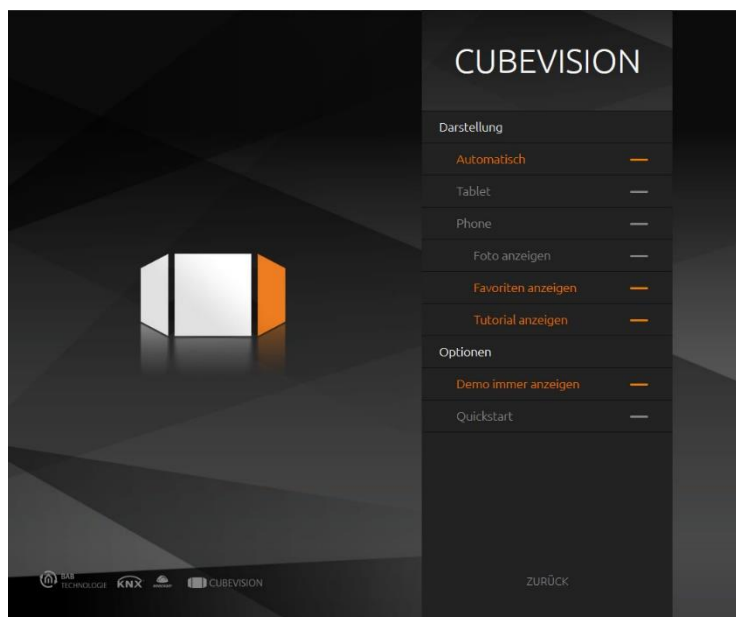 CUBEVISION
Darstellung
Automatisch
Tablet
Phone
Foto anzeigen
Favoriten anzeigen
Tutorial anzeigen
Optionen
Demo immer anzeigen
Quickstart
ZURÜCK
BAB
TECHNOLOGIE
KNX
CUBEVISION